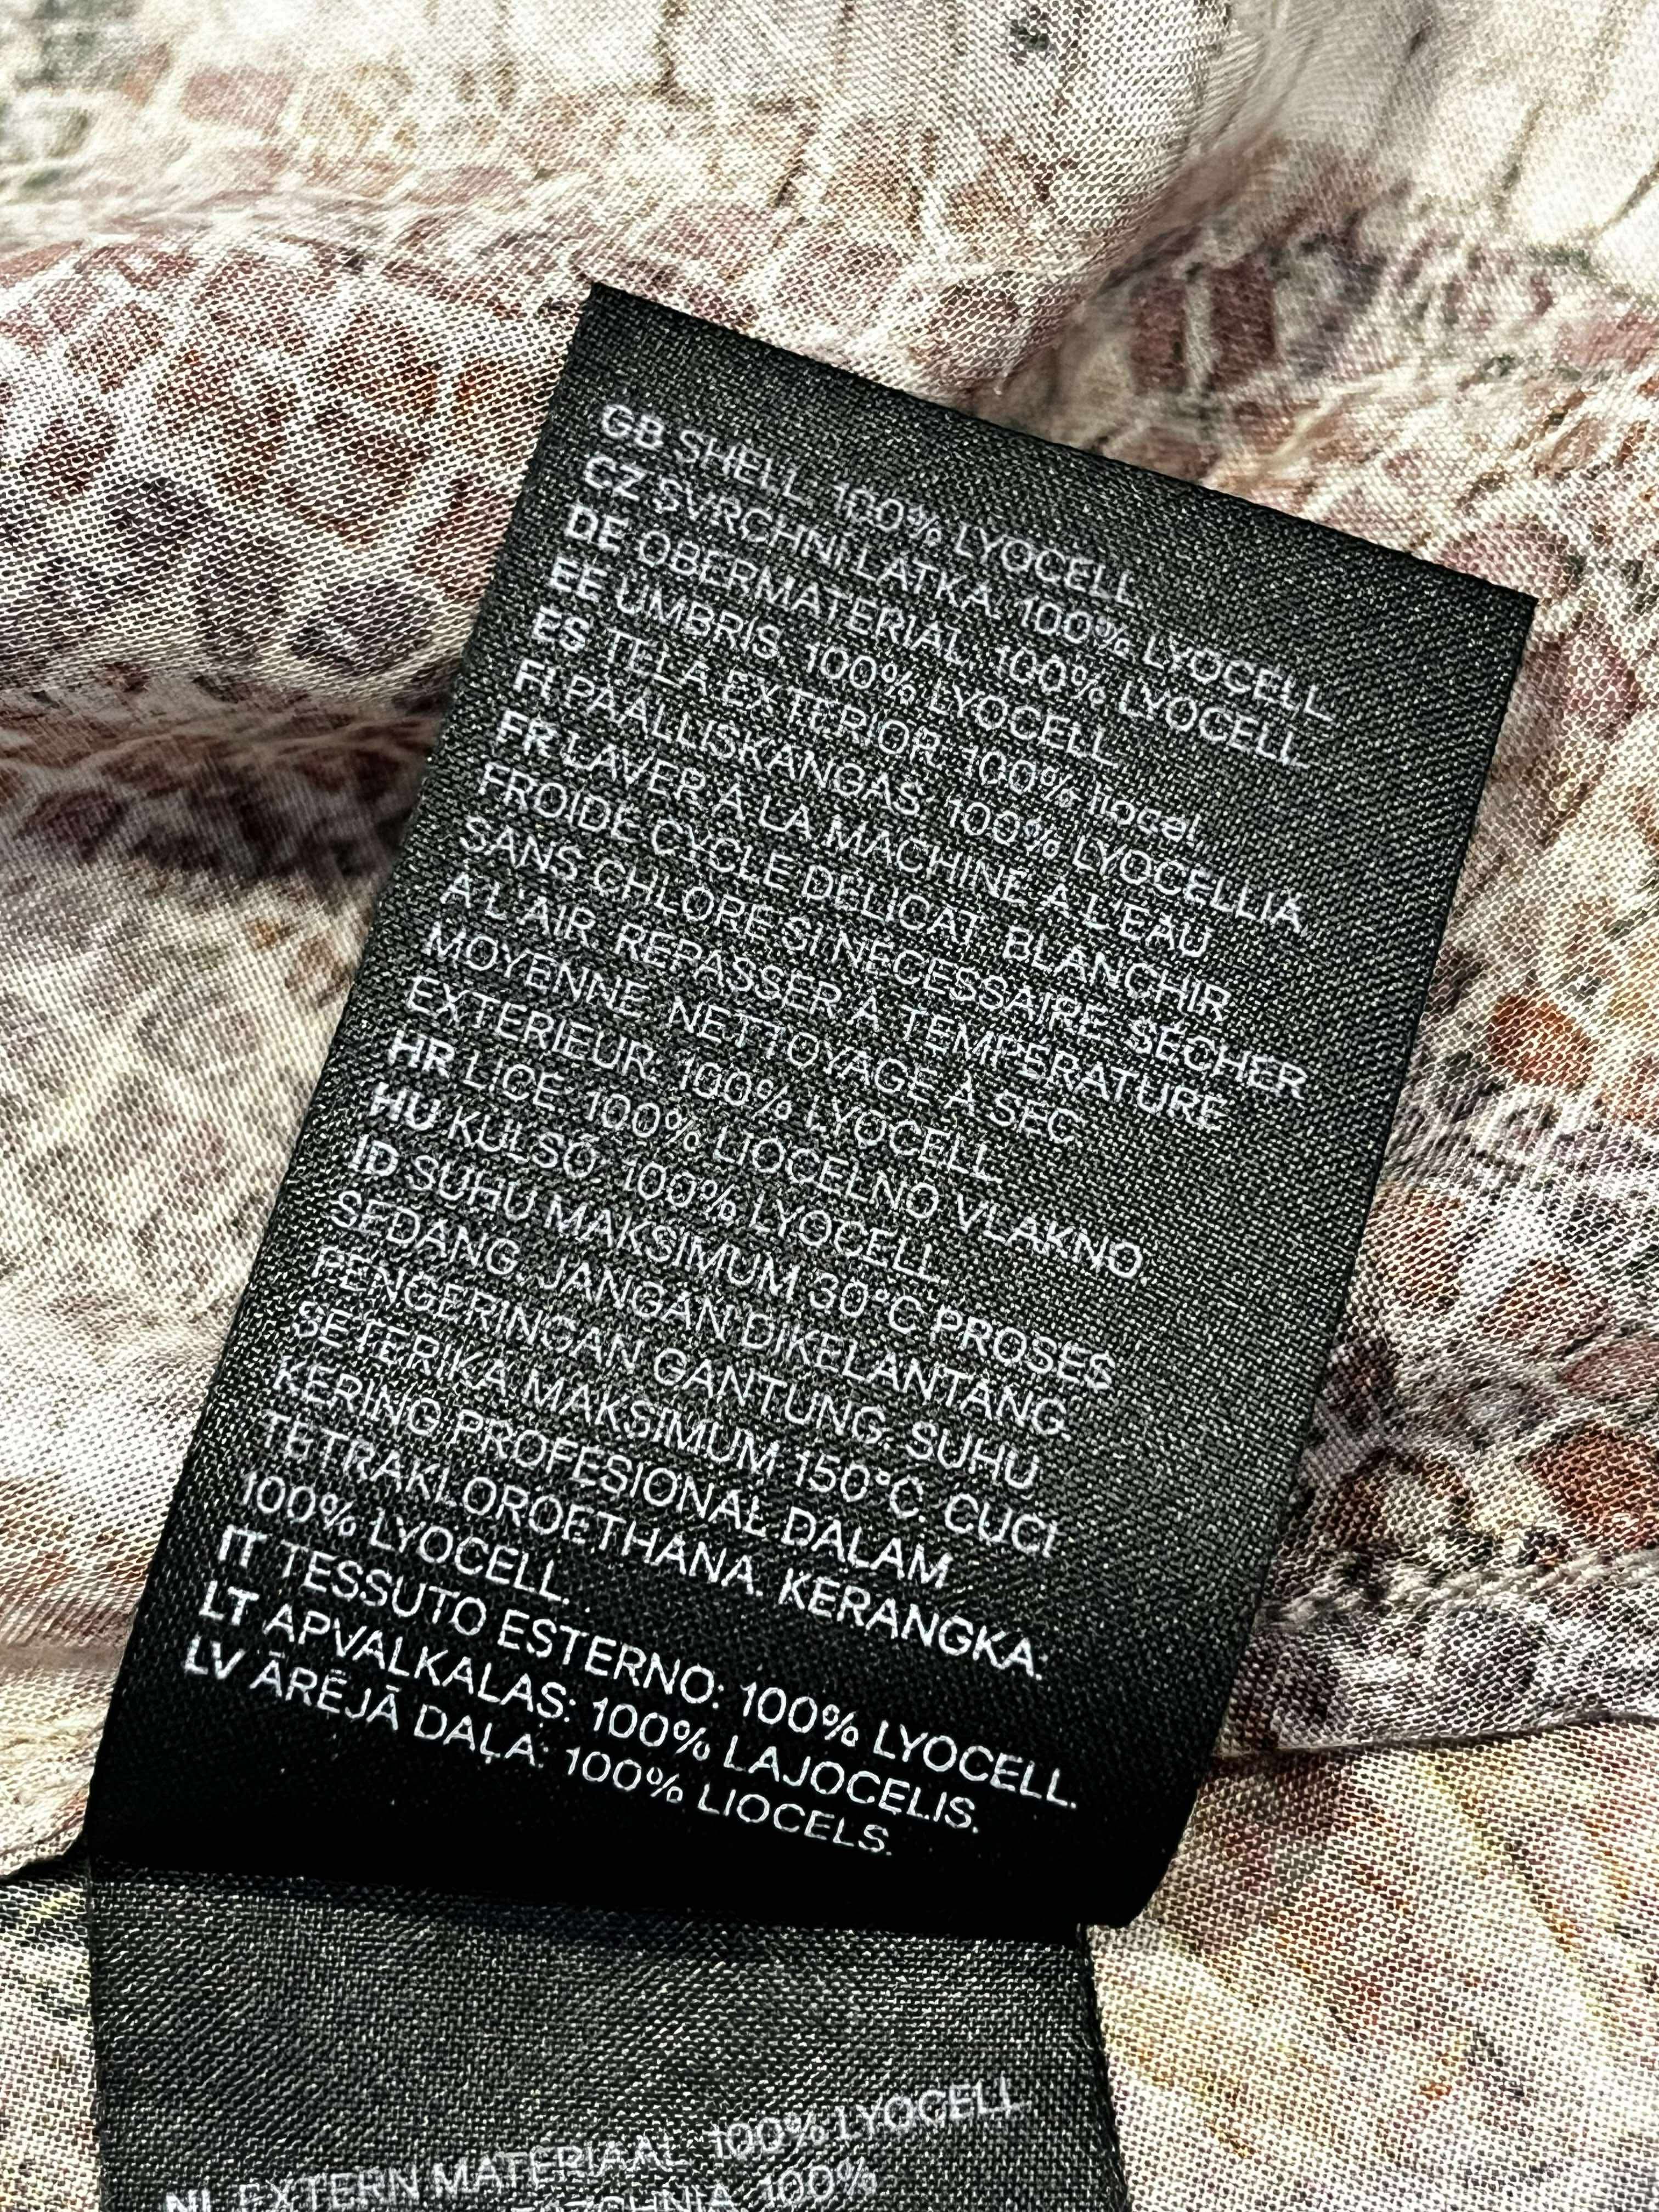 GB SHELL: 100% LYOCELL.
CZ SVRCHNÍ LÁTKA: 100% LYOCELL.
DE OBERMATERIAL: 100% LYOCELL.
EE ÜMBRIS: 100% LYOCELL.
ES TELA EXTERIOR: 100% liocel.
FI PÄÄLLISKANGAS: 100% LYOCELLIÄ.
FR LAVER À LA MACHINE À L'EAU
FROIDE CYCLE DÉLICAT. BLANCHIR
SANS CHLORE SI NÉCESSAIRE. SÉCHER
À L'AIR. REPASSER À TEMPÉRATURE
MOYENNE. NETTOYAGE À SEC.
EXTÉRIEUR: 100% LYOCELL.
HR LICE: 100% LIOCELNO VLAKNO.
HU KÜLSŐ: 100% LYOCELL.
ID SUHU MAKSIMUM 30°C PROSES
SEDANG. JANGAN DIKELANTANG.
PENGERINGAN GANTUNG. SUHU
SETERIKA MAKSIMUM 150°C. CUCI
KERING PROFESIONAL DALAM
TETRAKLOROETHANA. KERANGKA:
100% LYOCELL. .
IT TESSUTO ESTERNO: 100% LYOCELL.
LT APVALKALAS: 100% LAJOCELIS.
LV ĀRĒJĀ DAĻA: 100% LIOCELS.
NL EXTERN MATERIAAL: 100% LYOCELL
100%